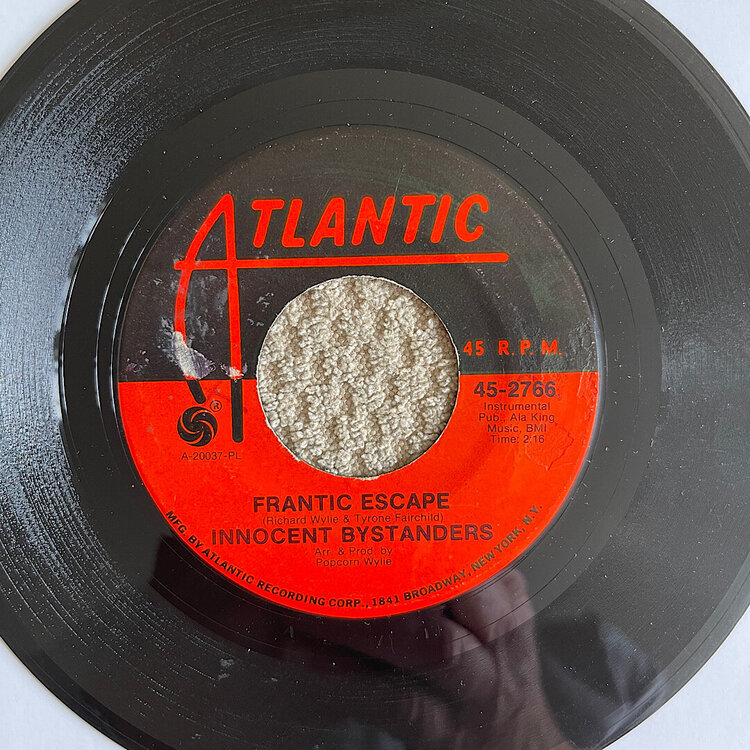 ATLANTIC
45 R.P.M.
45-2766
Instrumental
Pub., Ala King
Music, BMI
Time: 2:16
®
A-20037-PL
FRANTIC ESCAPE
(Richard Wylie & Tyrone Fairchild)
INNOCENT BYSTANDERS
Arr. & Prod. by
Popcorn Wylie
MFG. BY ATLANTIC RECORDING CORP., 1841 BROADWAY, NEW YORK, N.Y.